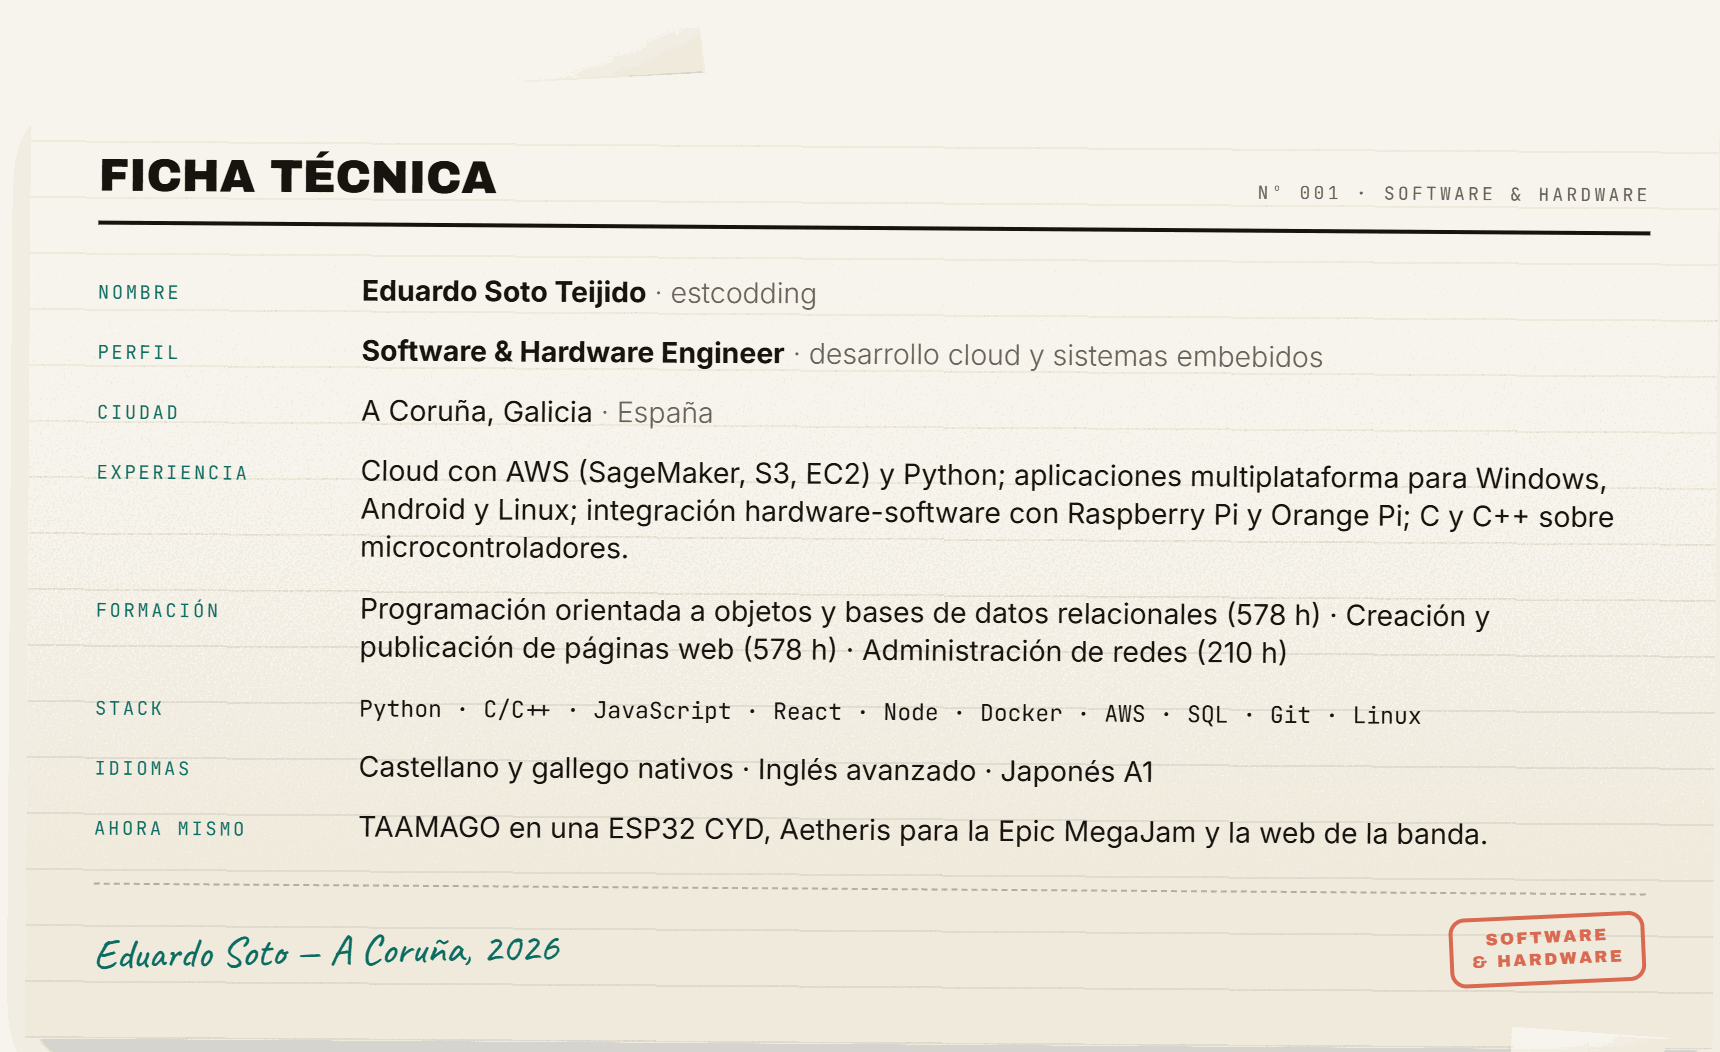 FICHA TÉCNICA
N° 001 · SOFTWARE & HARDWARE
NOMBRE
Eduardo Soto Teijido · estcodding
PERFIL
Software & Hardware Engineer · desarrollo cloud y sistemas embebidos
CIUDAD
A Coruña, Galicia · España
EXPERIENCIA
Cloud con AWS (SageMaker, S3, EC2) y Python; aplicaciones multiplataforma para Windows,
Android y Linux; integración hardware-software con Raspberry Pi y Orange Pi; C y C++ sobre
microcontroladores.
FORMACIÓN
Programación orientada a objetos y bases de datos relacionales (578 h) · Creación y
publicación de páginas web (578 h) · Administración de redes (210 h)
STACK
Python · C/C++ · JavaScript · React · Node · Docker · AWS · SQL · Git · Linux
IDIOMAS
Castellano y gallego nativos · Inglés avanzado · Japonés A1
AHORA MISMO
TAAMAGO en una ESP32 CYD, Aetheris para la Epic MegaJam y la web de la banda.
Eduardo Soto – A Coruña, 2026
SOFTWARE
& HARDWARE